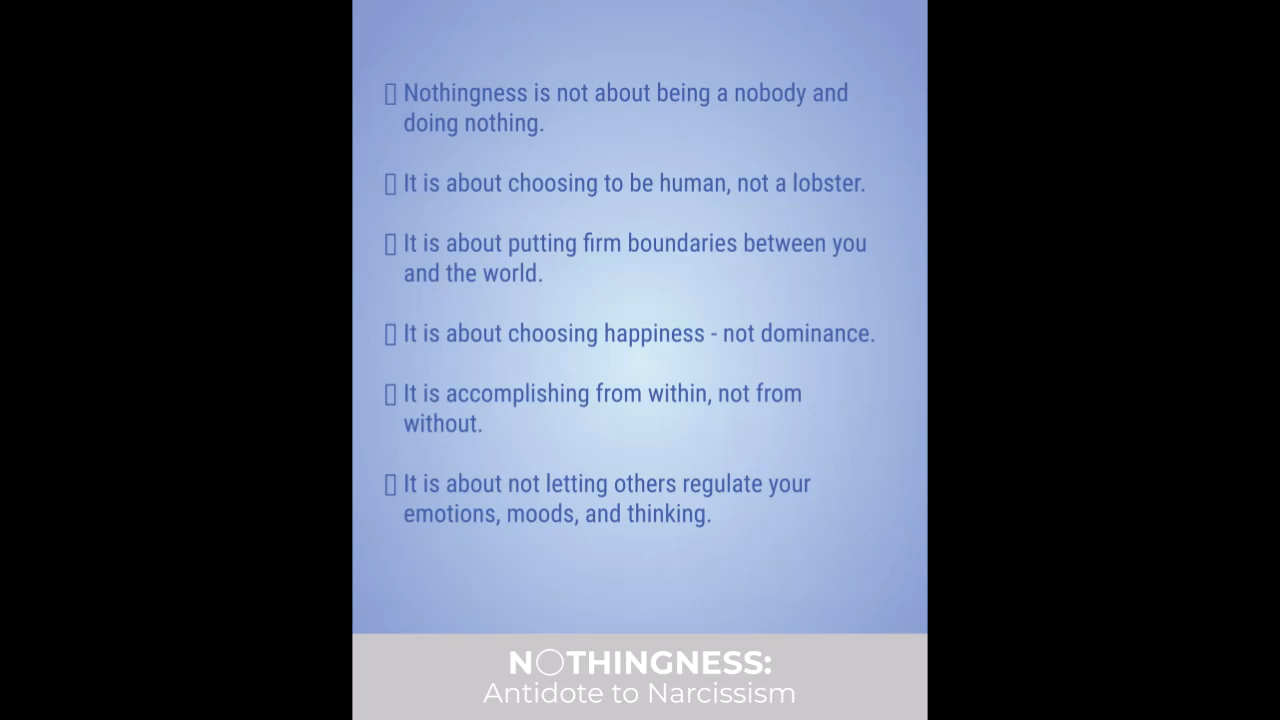 ▯ Nothingness is not about being a nobody and
doing nothing.
▯ It is about choosing to be human, not a lobster.
▯ It is about putting firm boundaries between you
and the world.
▯ It is about choosing happiness - not dominance.
▯ It is accomplishing from within, not from
without.
▯ It is about not letting others regulate your
emotions, moods, and thinking.
NOTHINGNESS:
Antidote to Narcissism